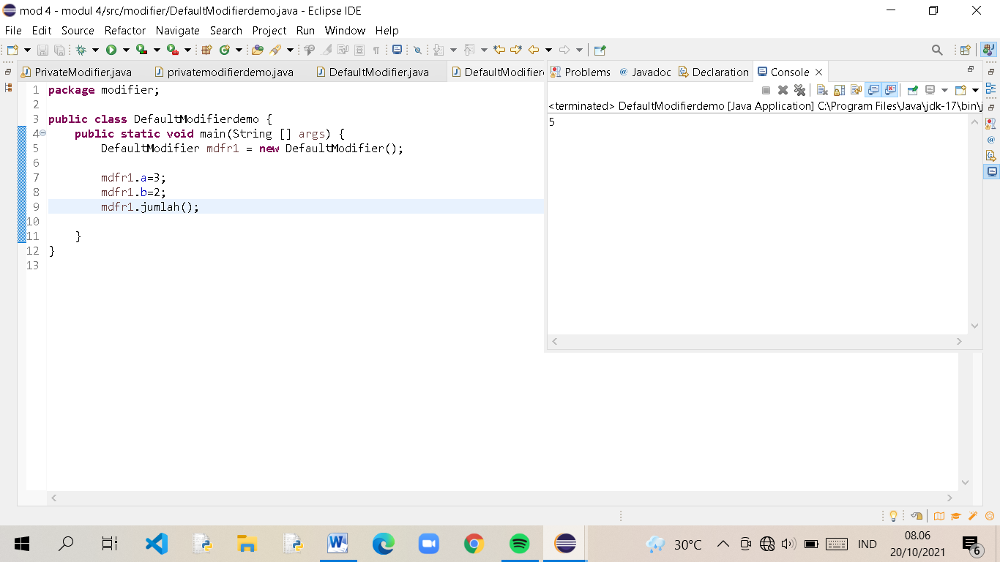 mod 4 - modul 4/src/modifier/DefaultModifierdemo.java - Eclipse IDE
File Edit Source Refactor Navigate Search Project Run Window Help
PrivateModifier.java privatemodifierdemo.java DefaultModifier.java DefaultModifier
Problems @ Javadoc Declaration Console
<terminated> DefaultModifierdemo [Java Application] C:\Program Files\Java\jdk-17\bin\j
5
1 package modifier;
2
3 public class DefaultModifierdemo {
4 public static void main(String [] args) {
5 DefaultModifier mdfr1 = new DefaultModifier();
6
7 mdfr1.a=3;
8 mdfr1.b=2;
9 mdfr1.jumlah();
10
11 }
12 }
13
30°C IND 08.06
20/10/2021
6